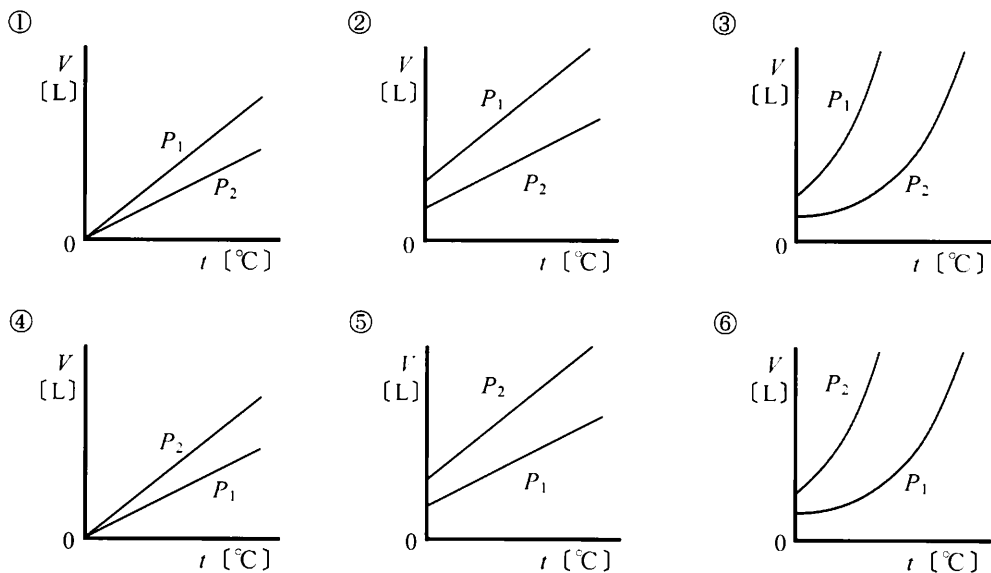 ①
V
〔L〕
P₁
P₂
0
t〔℃〕
②
V
〔L〕
P₁
P₂
0
t〔℃〕
③
V
〔L〕
P₁
P₂
0
t〔℃〕
④
V
〔L〕
P₂
P₁
0
t〔℃〕
⑤
V
〔L〕
P₂
P₁
0
t〔℃〕
⑥
V
〔L〕
P₂
P₁
0
t〔℃〕